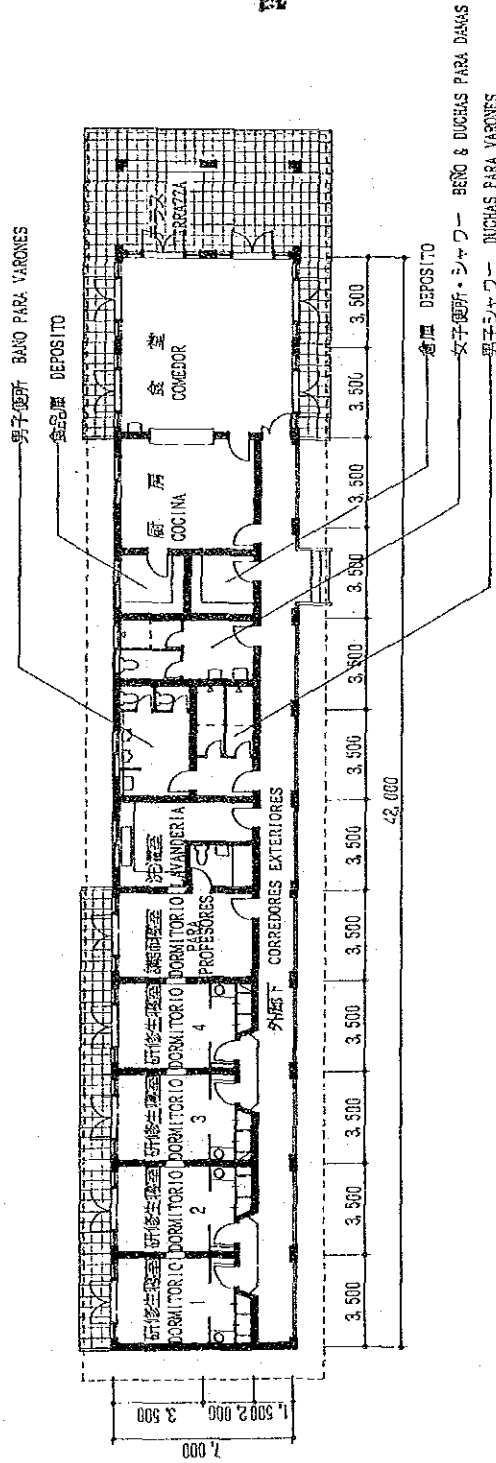 男子便所 BANO PARA VARONES
食品庫 DEPOSITO
テラス
TERRAZZA
食堂
COMEDOR
厨房
COCINA
洗濯室
LAVANDERIA
講師寝室
DORMITORIO
PARA
PROFESORES
研修生寝室
DORMITORIO
4
研修生寝室
DORMITORIO
3
研修生寝室
DORMITORIO
2
研修生寝室
DORMITORIO
1
外廊下 CORREDORES EXTERIORES
倉庫 DEPOSITO
女子便所・シャワー BEÑO & DUCHAS PARA DAMAS
男子シャワー DUCHAS PARA VARONES
3,500
3,500
3,500
3,500
3,500
3,500
3,500
3,500
3,500
3,500
3,500
3,500
42,000
3,500
2,000
1,500
7,000